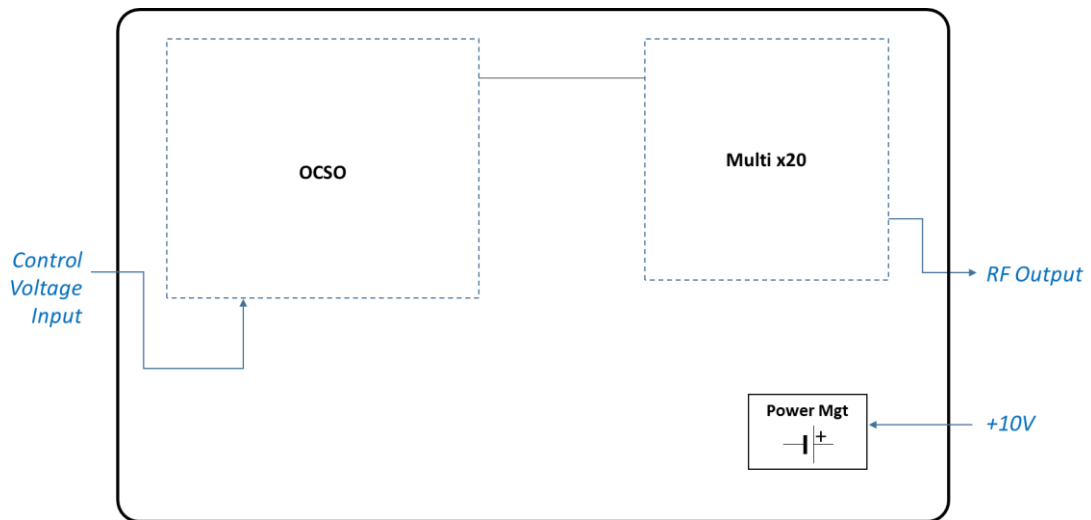 OCSO
Multi x20
Control
Voltage
Input
RF Output
Power Mgt
+
+10V